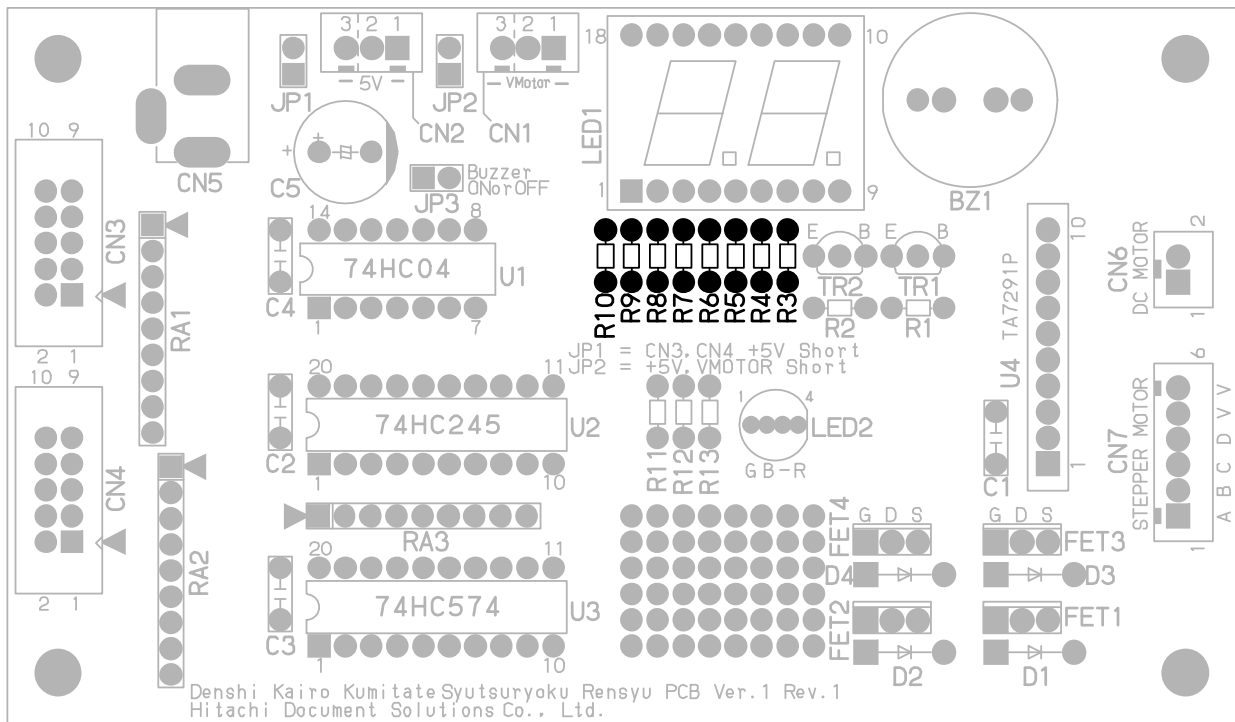 3 2 1
3 2 1
18
10
10 9
5V
VMotor
JP1
JP2
CN2
CN1
LED1
CN5
C5
+
+
JP3
Buzzer
ONorOFF
1
9
BZ1
2 1
CN3
RA1
14
8
74HC04
U1
C4
1
7
R10
R9
R8
R7
R6
R5
R4
R3
E B
E B
TR2
TR1
R2
R1
TA7291P
10
1
U4
CN6
DC MOTOR
2
1
JP1 = CN3,CN4 +5V Short
JP2 = +5V,VMOTOR Short
10 9
2 1
CN4
RA2
20
11
74HC245
U2
C2
1
10
R11
R12
R13
1
4
LED2
G B - R
C1
CN7
STEPPER MOTOR
6
1
A B C D V V
RA3
20
11
74HC574
U3
C3
1
10
FET4
G D S
D4
G D S
FET3
D3
FET2
D2
FET1
D1
Denshi Kairo Kumitate Syutsuryoku Rensyu PCB Ver.1 Rev.1
Hitachi Document Solutions Co., Ltd.